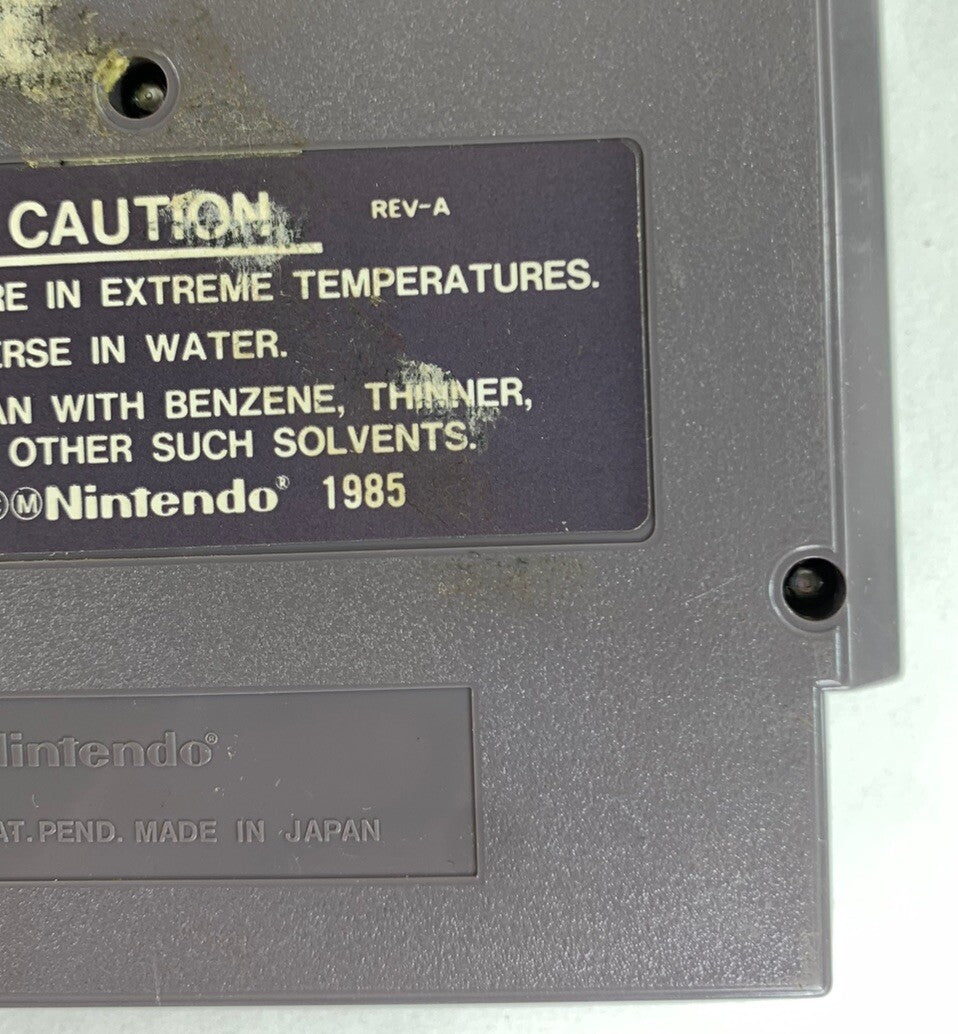 CAUTION REV-A
RE IN EXTREME TEMPERATURES.
ERSE IN WATER.
AN WITH BENZENE, THINNER,
OTHER SUCH SOLVENTS.
ⓂNintendo® 1985
Nintendo®
AT. PEND. MADE IN JAPAN